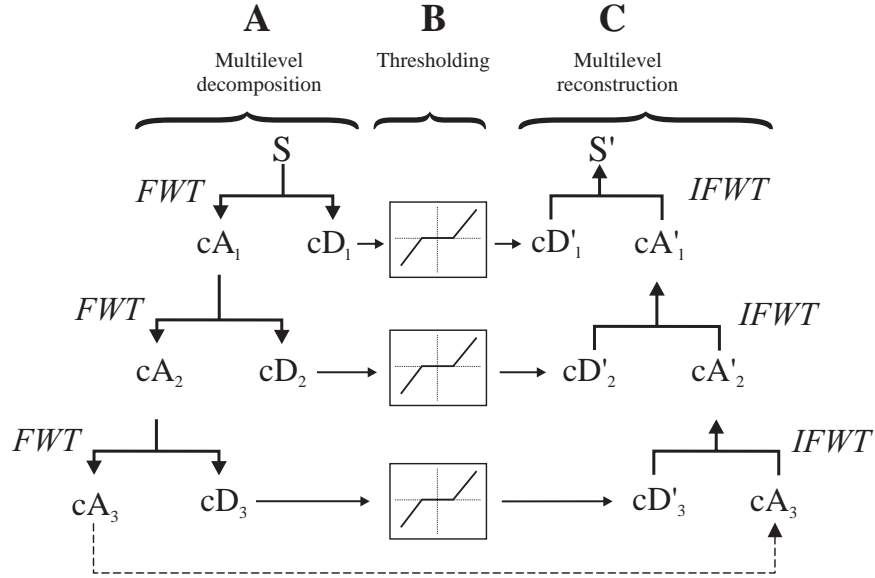 A B C
Multilevel decomposition Thresholding Multilevel reconstruction
S S'
FWT IFWT
cA₁ cD₁ cD'₁ cA'₁
FWT IFWT
cA₂ cD₂ cD'₂ cA'₂
FWT IFWT
cA₃ cD₃ cD'₃ cA₃